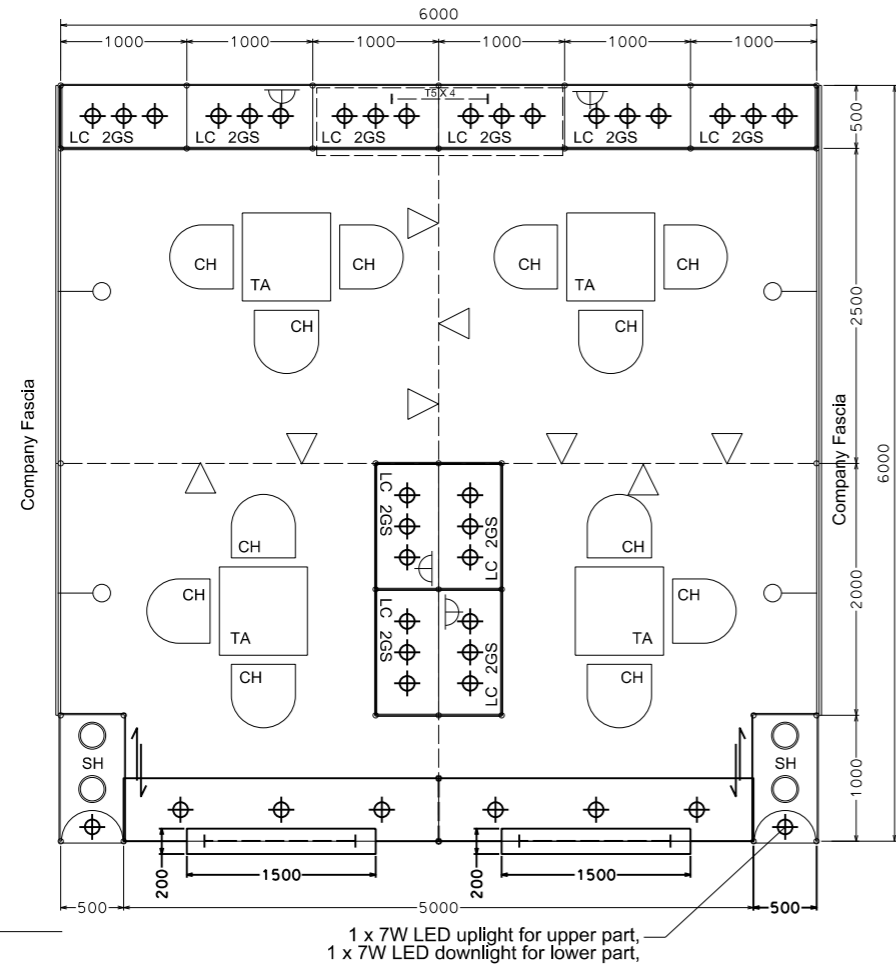 6000
1000 1000 1000 1000 1000 1000
T5 X 4
LC 2GS LC 2GS LC 2GS LC 2GS LC 2GS LC 2GS
500
CH CH CH CH
TA TA
CH CH
2500
Company Fascia
Company Fascia
6000
LC 2GS
LC 2GS
CH CH
CH CH
TA TA
LC 2GS
LC 2GS
CH CH
2000
SH SH
1000
200 1500 200 1500
500 5000 500
1 x 7W LED uplight for upper part,
1 x 7W LED downlight for lower part,